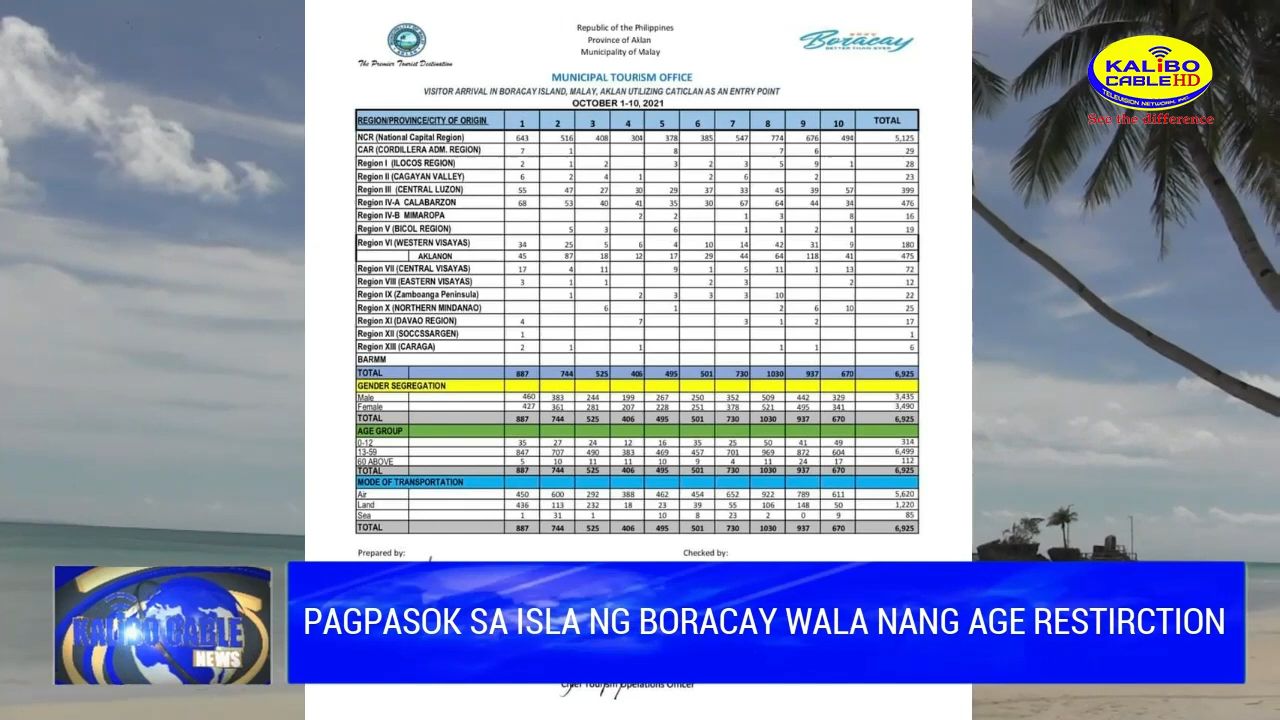 Republic of the Philippines
Province of Aklan
Municipality of Malay
The Premier Tourist Destination
Boracay
BETTER THAN EVER
KALIBO
CABLE HD
TELEVISION NETWORK, INC.
See the difference
MUNICIPAL TOURISM OFFICE
VISITOR ARRIVAL IN BORACAY ISLAND, MALAY, AKLAN UTILIZING CATICLAN AS AN ENTRY POINT
OCTOBER 1-10, 2021
REGION/PROVINCE/CITY OF ORIGIN 1 2 3 4 5 6 7 8 9 10 TOTAL
NCR (National Capital Region) 643 516 408 304 378 385 547 774 676 494 5,125
CAR (CORDILLERA ADM. REGION) 7 1 8 7 6 29
Region I (ILOCOS REGION) 2 1 2 3 2 3 5 9 1 28
Region II (CAGAYAN VALLEY) 6 2 4 1 2 6 2 23
Region III (CENTRAL LUZON) 55 47 27 30 29 37 33 45 39 57 399
Region IV-A CALABARZON 68 53 40 41 35 30 67 64 44 34 476
Region IV-B MIMAROPA 2 2 1 3 8 16
Region V (BICOL REGION) 5 3 6 1 1 2 1 19
Region VI (WESTERN VISAYAS) 34 25 5 6 4 10 14 42 31 9 180
AKLANON 45 87 18 12 17 29 44 64 118 41 475
Region VII (CENTRAL VISAYAS) 17 4 11 9 1 5 11 1 13 72
Region VIII (EASTERN VISAYAS) 3 1 1 2 3 2 12
Region IX (Zamboanga Peninsula) 1 2 3 3 3 10 22
Region X (NORTHERN MINDANAO) 6 1 2 6 10 25
Region XI (DAVAO REGION) 4 7 3 1 2 17
Region XII (SOCCSSARGEN) 1 1
Region XIII (CARAGA) 2 1 1 1 1 6
BARMM
TOTAL 887 744 525 406 495 501 730 1030 937 670 6,925
GENDER SEGREGATION
Male 460 383 244 199 267 250 352 509 442 329 3,435
Female 427 361 281 207 228 251 378 521 495 341 3,490
TOTAL 887 744 525 406 495 501 730 1030 937 670 6,925
AGE GROUP
0-12 35 27 24 12 16 35 25 50 41 49 314
13-59 847 707 490 383 469 457 701 969 872 604 6,499
60 ABOVE 5 10 11 11 10 9 4 11 24 17 112
TOTAL 887 744 525 406 495 501 730 1030 937 670 6,925
MODE OF TRANSPORTATION
Air 450 600 292 388 462 454 652 922 789 611 5,620
Land 436 113 232 18 23 39 55 106 148 50 1,220
Sea 1 31 1 10 8 23 2 0 9 85
TOTAL 887 744 525 406 495 501 730 1030 937 670 6,925
Prepared by: Checked by:
KALIBO CABLE
NEWS
PAGPASOK SA ISLA NG BORACAY WALA NANG AGE RESTIRCTION
Chief Tourism Operations Officer